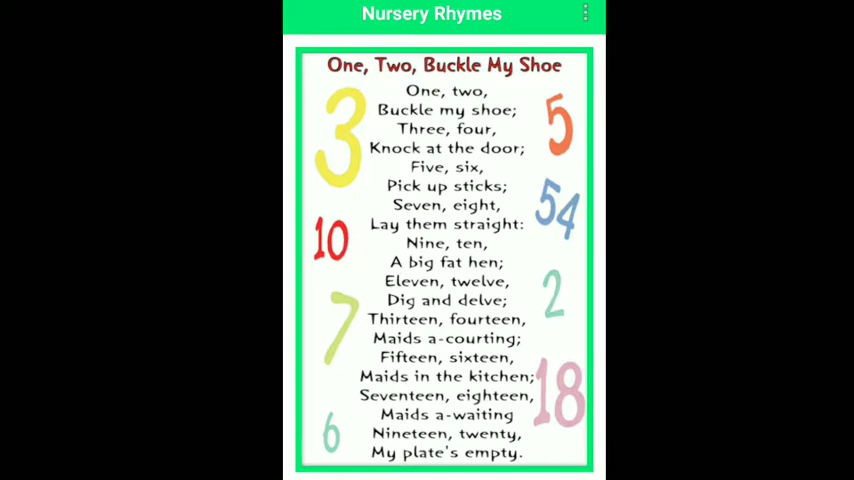 Nursery Rhymes
One, Two, Buckle My Shoe
One, two,
Buckle my shoe;
Three, four,
Knock at the door;
Five, six,
Pick up sticks;
Seven, eight,
Lay them straight:
Nine, ten,
A big fat hen;
Eleven, twelve,
Dig and delve;
Thirteen, fourteen,
Maids a-courting;
Fifteen, sixteen,
Maids in the kitchen;
Seventeen, eighteen,
Maids a-waiting
Nineteen, twenty,
My plate's empty.
3
5
54
10
2
7
18
6